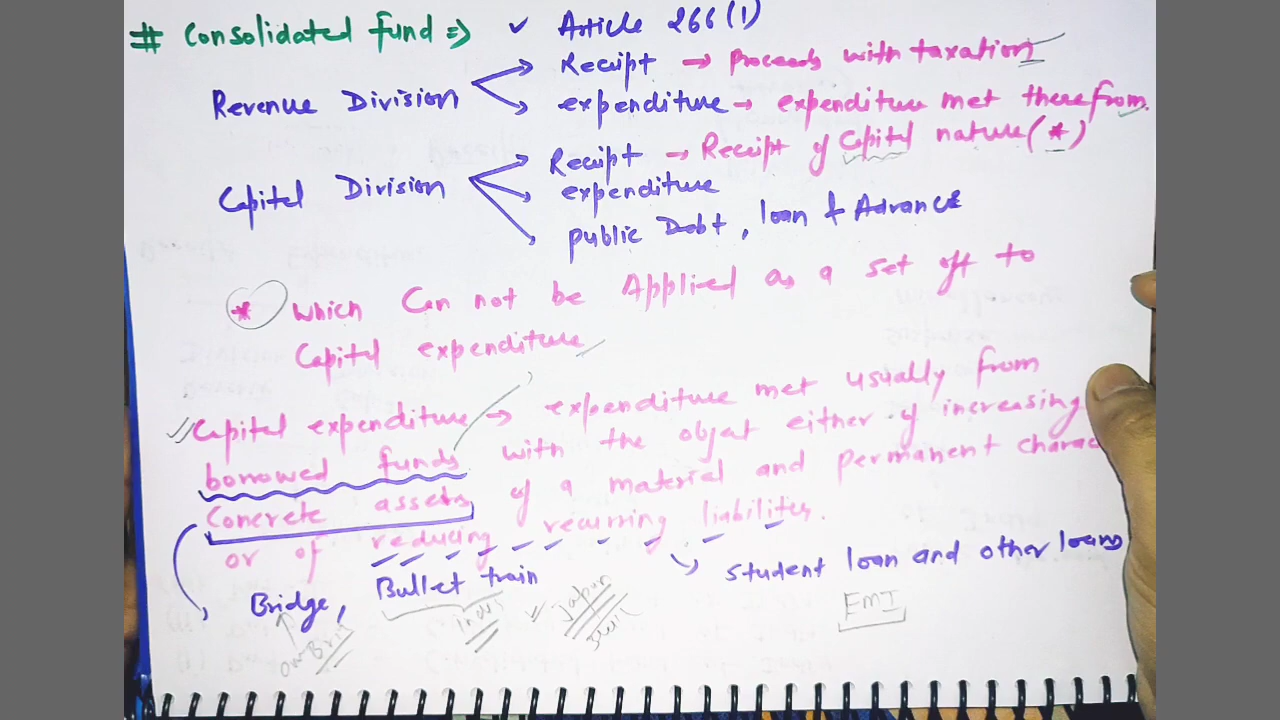 # Consolidated fund => ✓ Article 266(1)
Revenue Division
Receipt → Proceeds with taxation
expenditure → expenditure met therefrom.
Capital Division
Receipt → Receipt of Capital nature (*)
expenditure
public Debt, loan & Advance
* which Can not be Applied as a set off to
Capital expenditure
Capital expenditure → expenditure met usually from
borrowed funds with the object either of increasing
Concrete assets of a material and permanent charac
or of reducing recurring liabilites.
Bridge, Bullet train
student loan and other loans
India
Japan
EMI